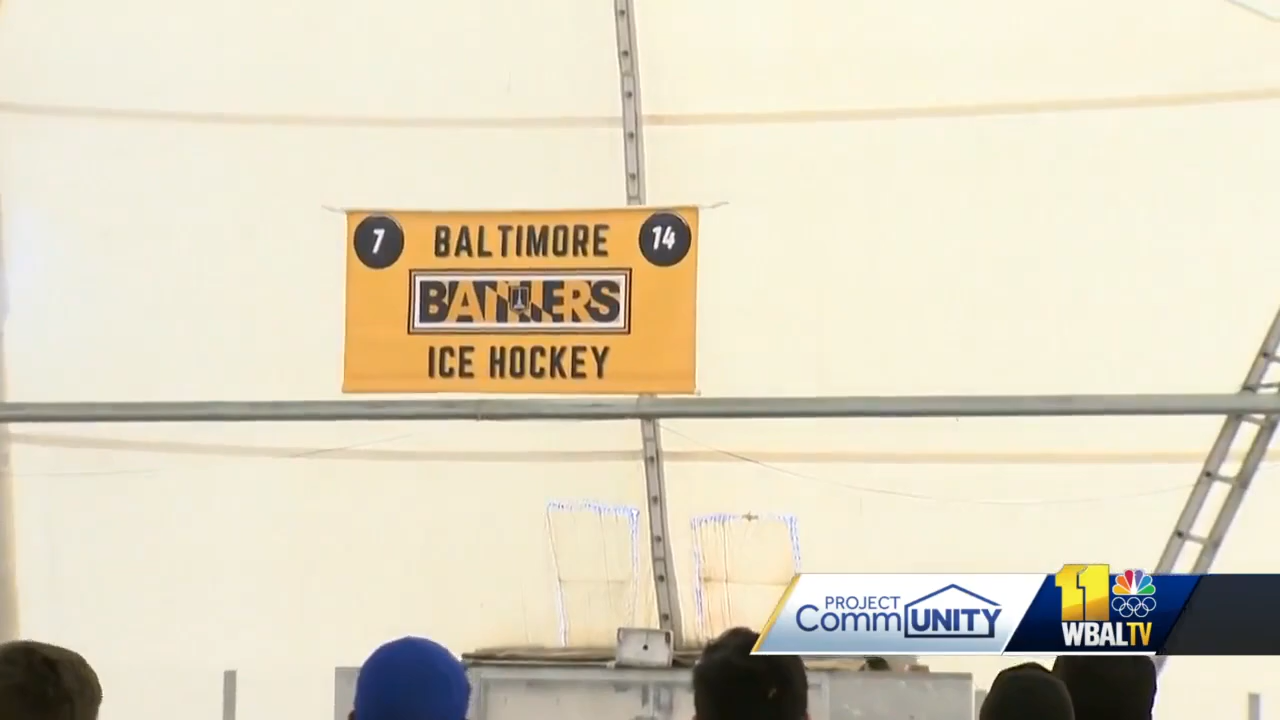 7 BALTIMORE 14
BATTLERS
ICE HOCKEY
PROJECT
CommUNITY
11
WBALTV